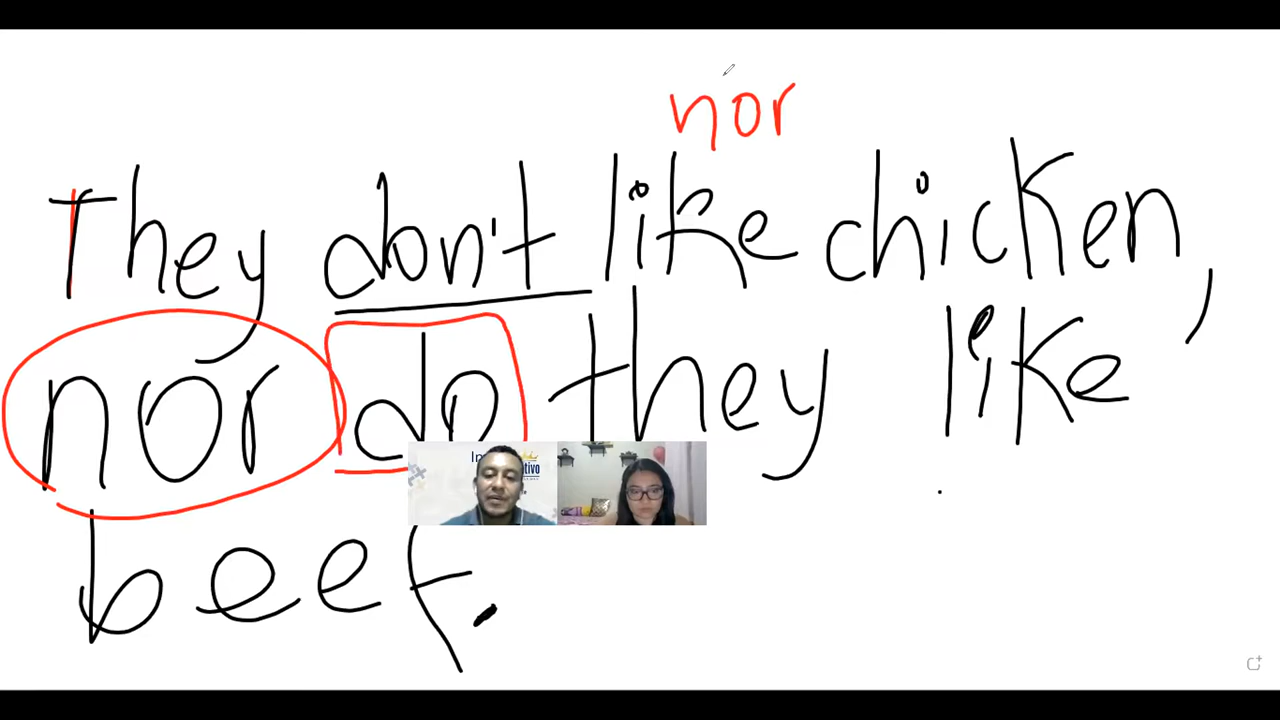 nor
They don't like chicken,
nor do they like
beef.